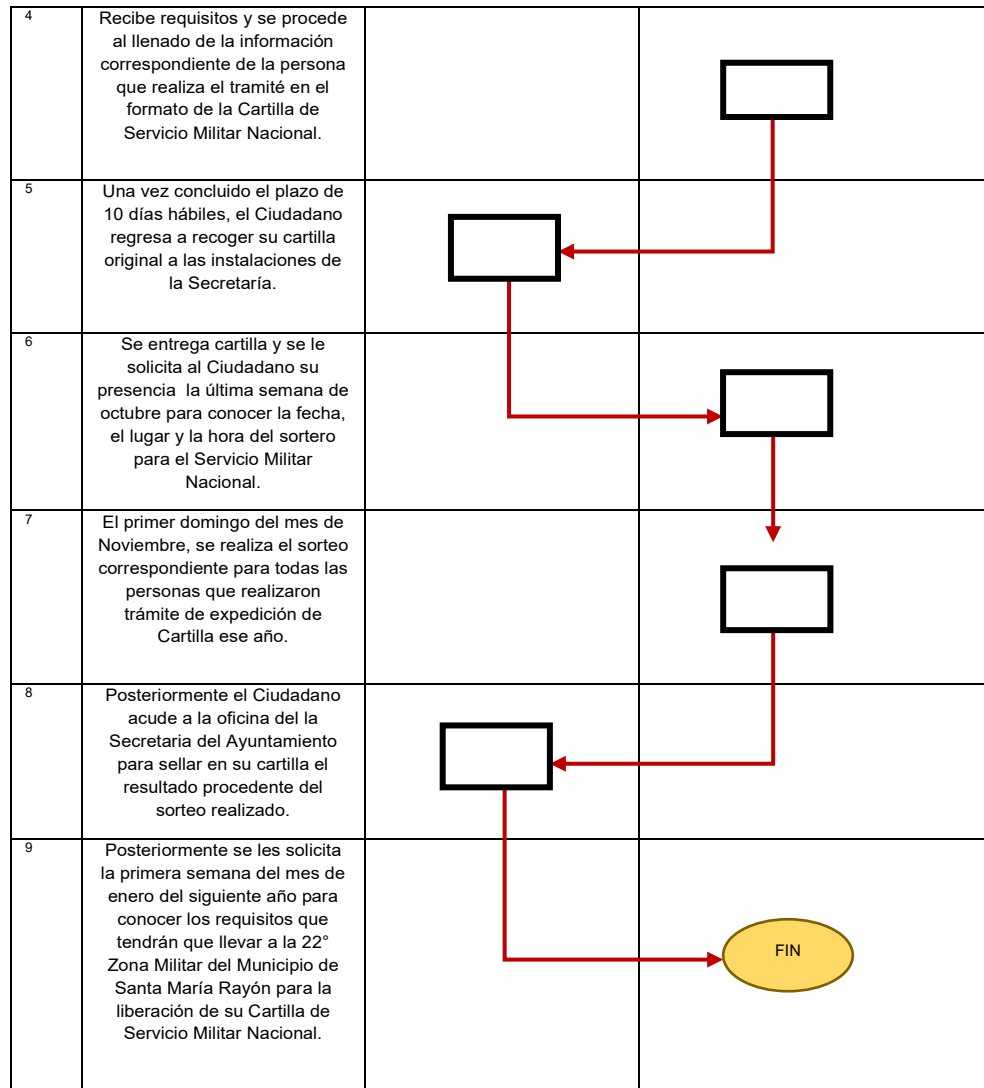 4
Recibe requisitos y se procede
al llenado de la información
correspondiente de la persona
que realiza el tramité en el
formato de la Cartilla de
Servicio Militar Nacional.
5
Una vez concluido el plazo de
10 días hábiles, el Ciudadano
regresa a recoger su cartilla
original a las instalaciones de
la Secretaría.
6
Se entrega cartilla y se le
solicita al Ciudadano su
presencia  la última semana de
octubre para conocer la fecha,
el lugar y la hora del sortero
para el Servicio Militar
Nacional.
7
El primer domingo del mes de
Noviembre, se realiza el sorteo
correspondiente para todas las
personas que realizaron
trámite de expedición de
Cartilla ese año.
8
Posteriormente el Ciudadano
acude a la oficina del la
Secretaria del Ayuntamiento
para sellar en su cartilla el
resultado procedente del
sorteo realizado.
9
Posteriormente se les solicita
la primera semana del mes de
enero del siguiente año para
conocer los requisitos que
tendrán que llevar a la 22°
Zona Militar del Municipio de
Santa María Rayón para la
liberación de su Cartilla de
Servicio Militar Nacional.
FIN